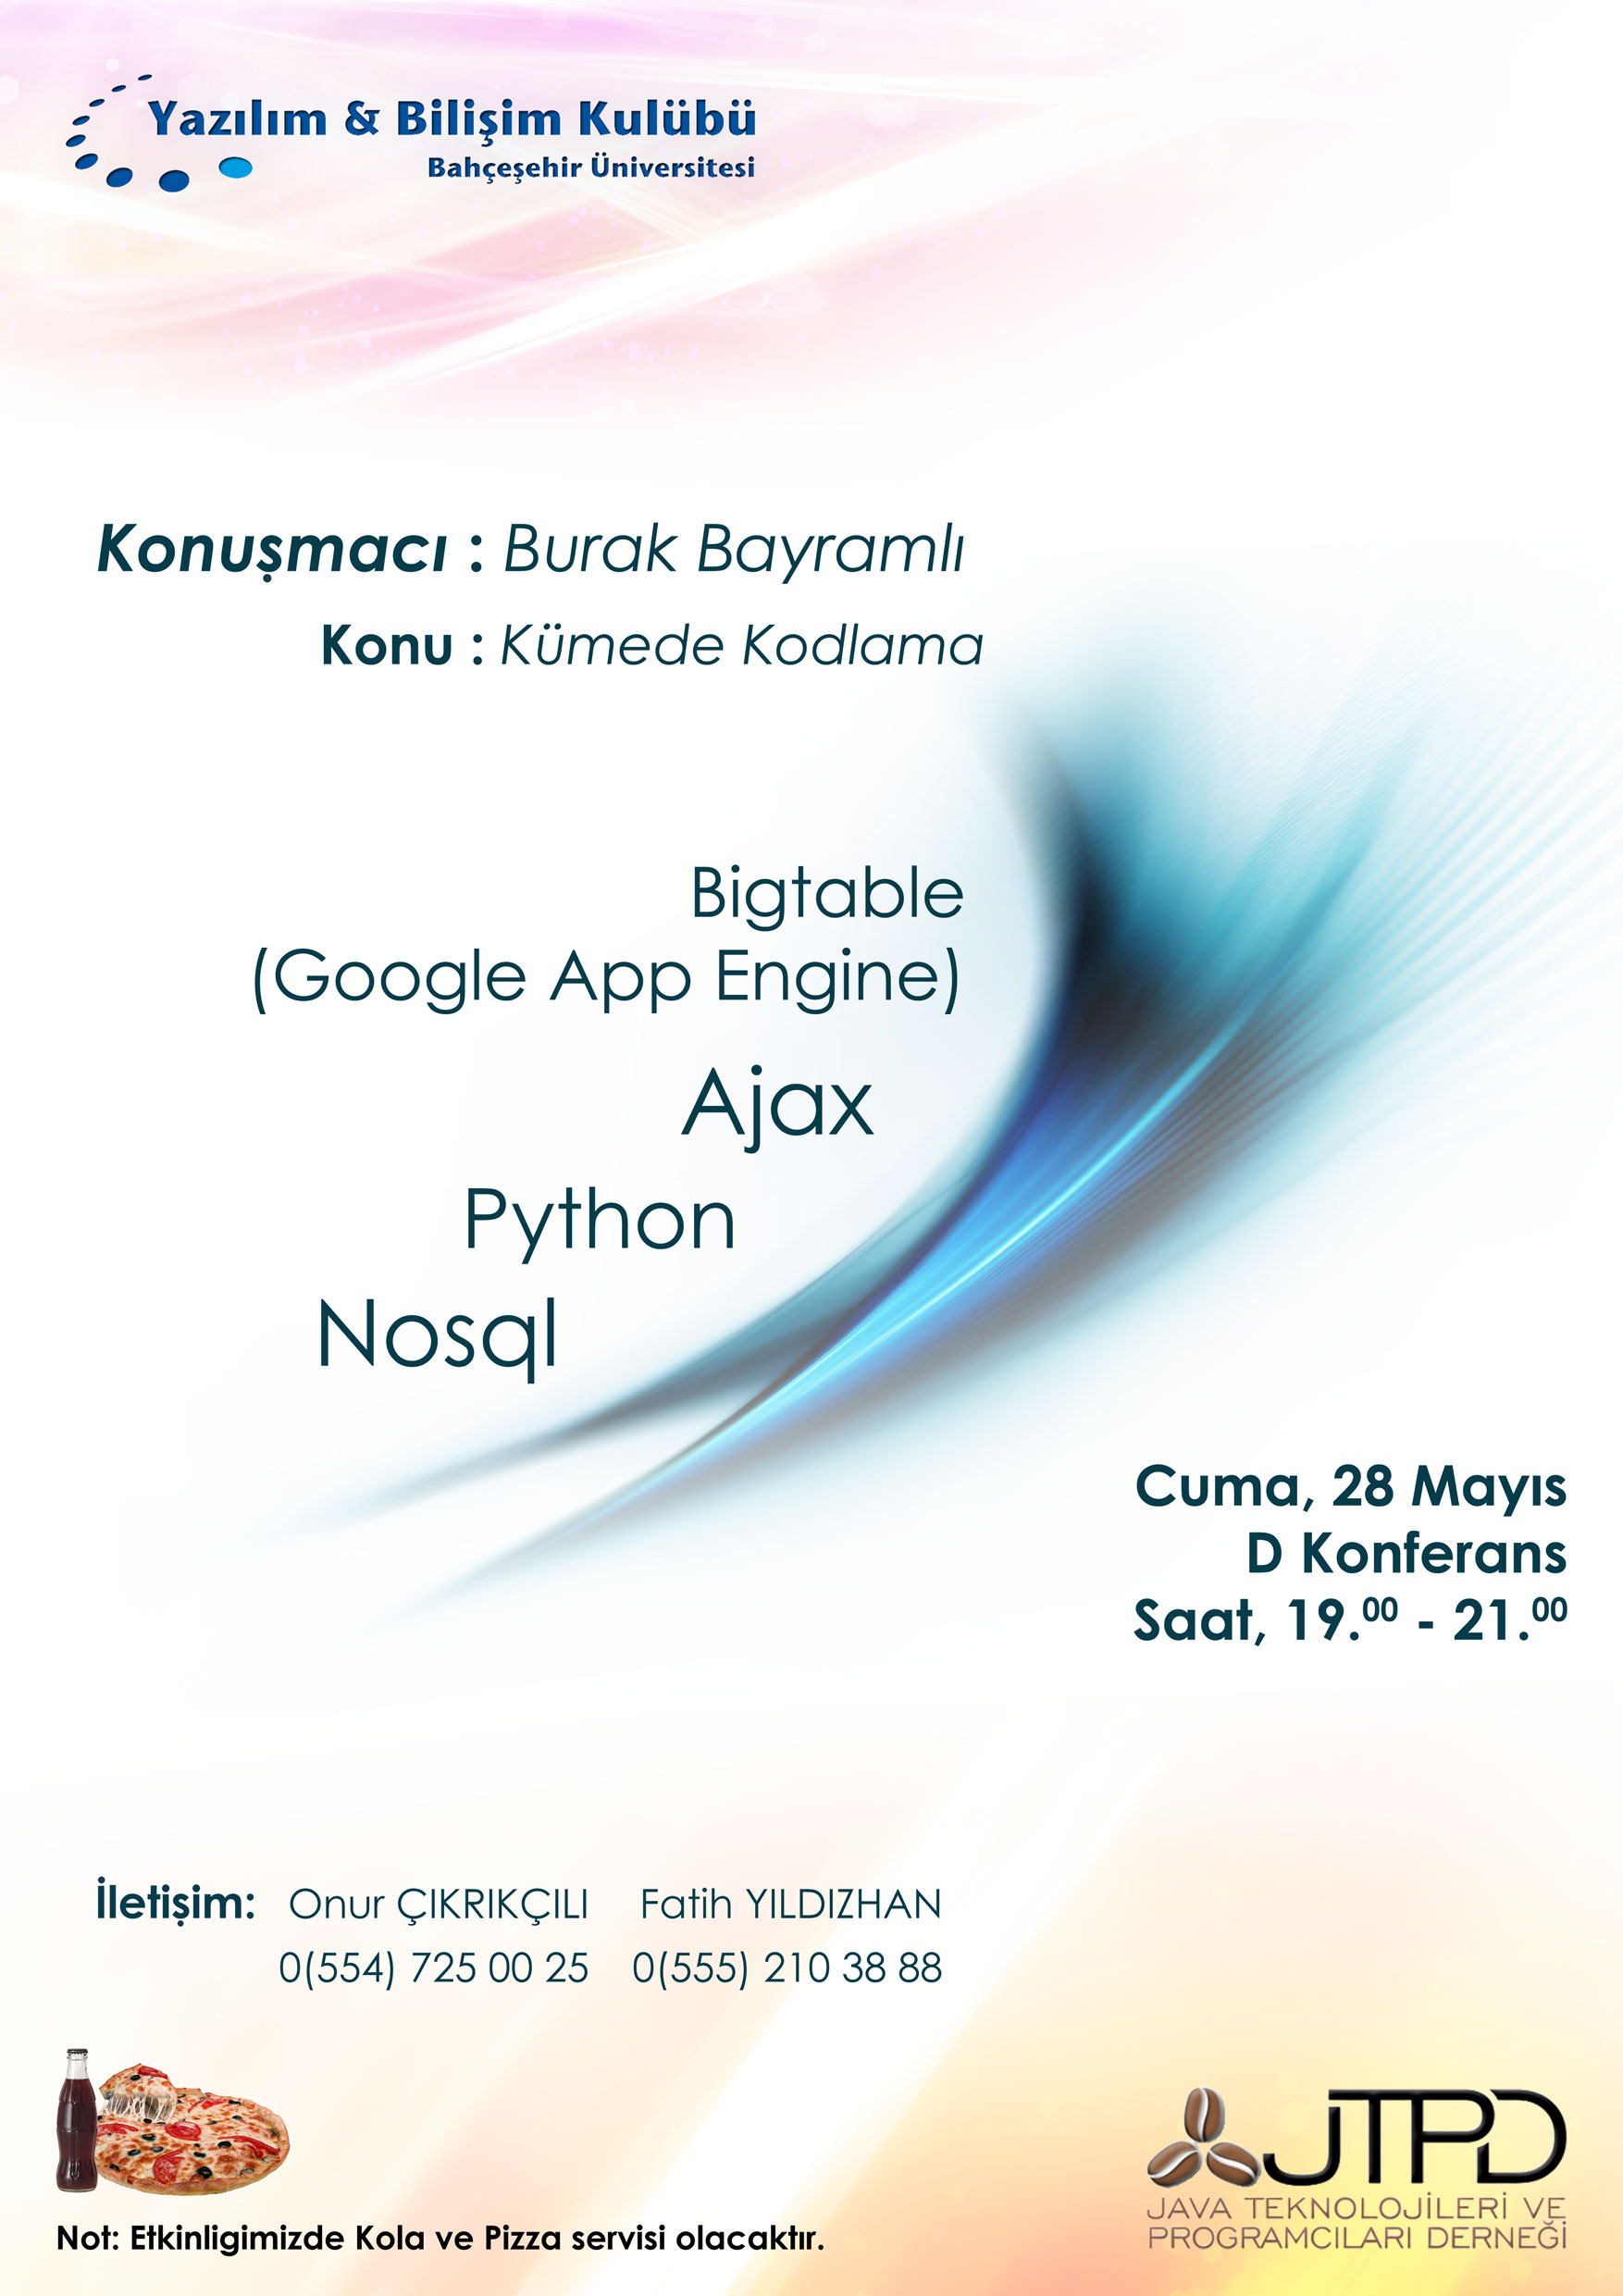 Yazılım & Bilişim Kulübü
Bahçeşehir Üniversitesi
Konuşmacı : Burak Bayramlı
Konu : Kümede Kodlama
Bigtable
(Google App Engine)
Ajax
Python
Nosql
Cuma, 28 Mayıs
D Konferans
Saat, 19.00 - 21.00
İletişim: Onur ÇIKRIKÇILI Fatih YILDIZHAN
0(554) 725 00 25 0(555) 210 38 88
Not: Etkinligimizde Kola ve Pizza servisi olacaktır.
JTPD
JAVA TEKNOLOJİLERİ VE
PROGRAMCILARI DERNEĞİ